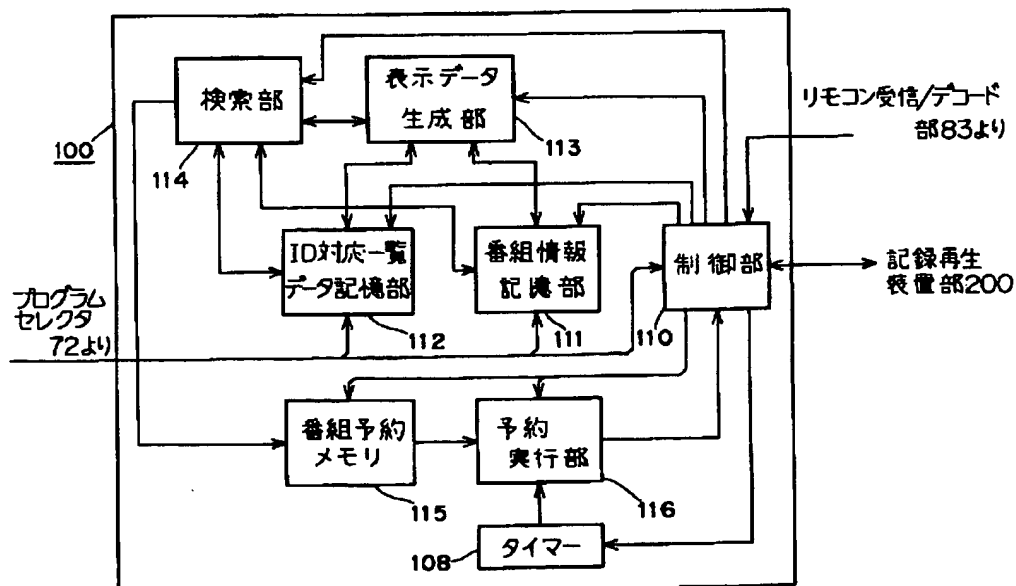 検索部
114
表示データ
生成部
113
リモコン受信/デコード
部83より
100
ID対応一覧
データ記憶部
112
番組情報
記憶部
111
制御部
110
記録再生
装置部200
プログラム
セレクタ
72より
番組予約
メモリ
115
予約
実行部
116
108
タイマー